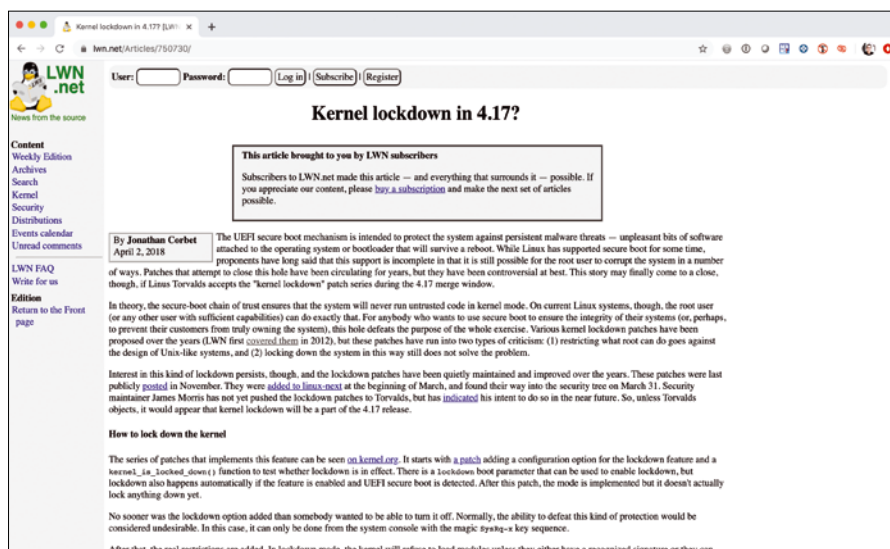 Kernel lockdown in 4.17? [LWN
lwn.net/Articles/750730/
LWN
.net
News from the source
User: Password: Log in | Subscribe | Register
Content
Weekly Edition
Archives
Search
Kernel
Security
Distributions
Events calendar
Unread comments
LWN FAQ
Write for us
Edition
Return to the Front
page
Kernel lockdown in 4.17?
This article brought to you by LWN subscribers
Subscribers to LWN.net made this article — and everything that surrounds it — possible. If
you appreciate our content, please buy a subscription and make the next set of articles
possible.
By Jonathan Corbet
April 2, 2018
The UEFI secure boot mechanism is intended to protect the system against persistent malware threats — unpleasant bits of software
attached to the operating system or bootloader that will survive a reboot. While Linux has supported secure boot for some time,
proponents have long said that this support is incomplete in that it is still possible for the root user to corrupt the system in a number
of ways. Patches that attempt to close this hole have been circulating for years, but they have been controversial at best. This story may finally come to a close,
though, if Linus Torvalds accepts the "kernel lockdown" patch series during the 4.17 merge window.
In theory, the secure-boot chain of trust ensures that the system will never run untrusted code in kernel mode. On current Linux systems, though, the root user
(or any other user with sufficient capabilities) can do exactly that. For anybody who wants to use secure boot to ensure the integrity of their systems (or, perhaps,
to prevent their customers from truly owning the system), this hole defeats the purpose of the whole exercise. Various kernel lockdown patches have been
proposed over the years (LWN first covered them in 2012), but these patches have run into two types of criticism: (1) restricting what root can do goes against
the design of Unix-like systems, and (2) locking down the system in this way still does not solve the problem.
Interest in this kind of lockdown persists, though, and the lockdown patches have been quietly maintained and improved over the years. These patches were last
publicly posted in November. They were added to linux-next at the beginning of March, and found their way into the security tree on March 31. Security
maintainer James Morris has not yet pushed the lockdown patches to Torvalds, but has indicated his intent to do so in the near future. So, unless Torvalds
objects, it would appear that kernel lockdown will be a part of the 4.17 release.
How to lock down the kernel
The series of patches that implements this feature can be seen on kernel.org. It starts with a patch adding a configuration option for the lockdown feature and a
kernel_is_locked_down() function to test whether lockdown is in effect. There is a lockdown boot parameter that can be used to enable lockdown, but
lockdown also happens automatically if the feature is enabled and UEFI secure boot is detected. After this patch, the mode is implemented but it doesn't actually
lock anything down yet.
No sooner was the lockdown option added than somebody wanted to be able to turn it off. Normally, the ability to defeat this kind of protection would be
considered undesirable. In this case, it can only be done from the system console with the magic SysRq-x key sequence.
After that, the real restrictions are added. In lockdown mode, the kernel will refuse to load modules unless they either have a recognized signature or they can